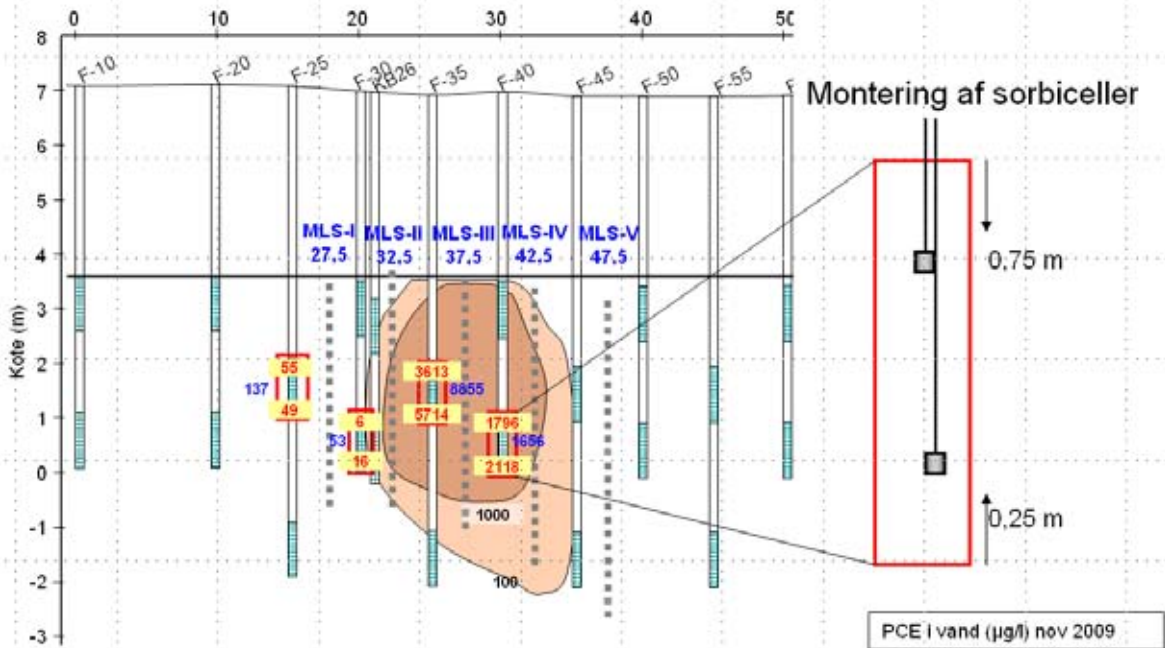 0 10 20 30 40 50
8
F-10 F-20 F-25 F-30 KB26 F-35 F-40 F-45 F-50 F-55 F
7
Montering af sorbiceller
6
5
MLS-I MLS-II MLS-III MLS-IV MLS-V
27,5 32,5 37,5 42,5 47,5
4
0,75 m
3
Kote (m)
2
55 3613
137 8855
49 5714
1
6 1796
53 1656
16 2118
0
1000
0,25 m
-1
100
-2
PCE i vand (µg/l) nov 2009
-3